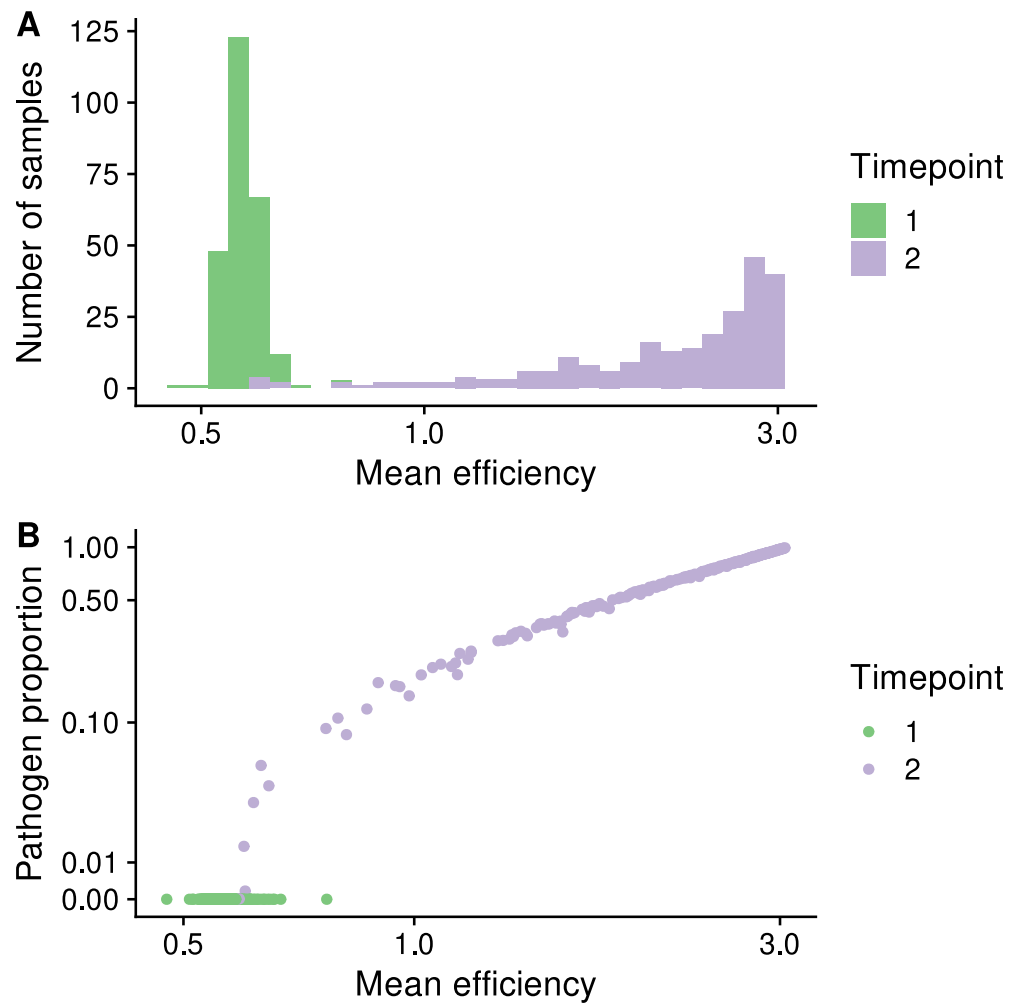 A
Number of samples
125
100
75
50
25
0
0.5 1.0 3.0
Mean efficiency
Timepoint
1
2
B
Pathogen proportion
1.00
0.50
0.10
0.01
0.00
0.5 1.0 3.0
Mean efficiency
Timepoint
1
2